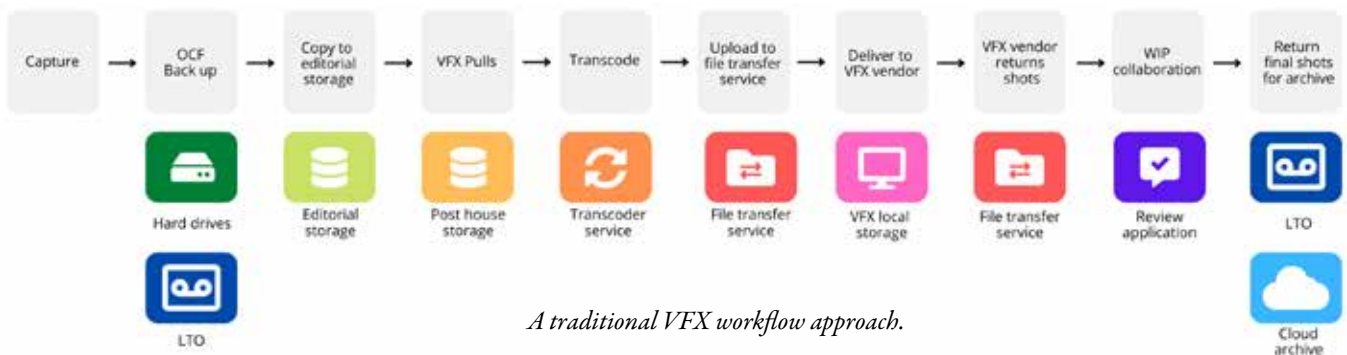 Capture
OCF
Back up
Copy to
editorial
storage
VFX Pulls
Transcode
Upload to
file transfer
service
Deliver to
VFX vendor
VFX vendor
returns
shots
WIP
collaboration
Return
final shots
for archive
Hard drives
Editorial
storage
Post house
storage
Transcoder
service
File transfer
service
VFX local
storage
File transfer
service
Review
application
LTO
LTO
A traditional VFX workflow approach.
Cloud
archive